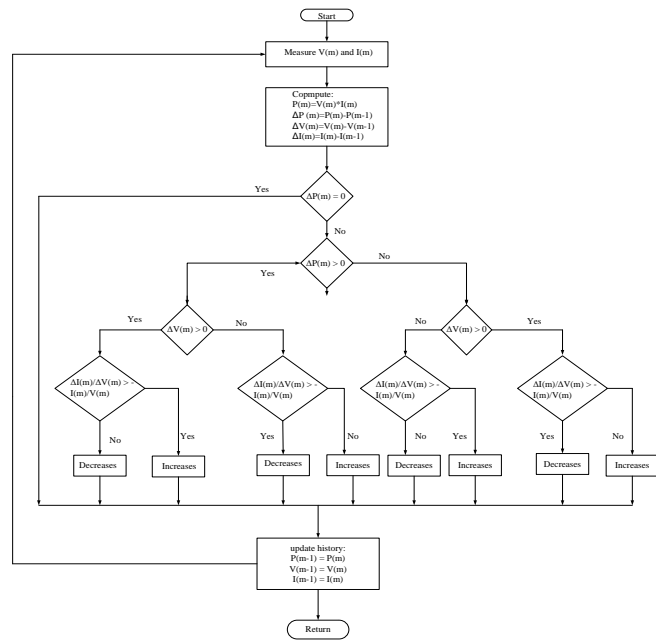 Start
Measure V(m) and I(m)
Copmpute:
P(m)=V(m)*I(m)
ΔP (m)=P(m)-P(m-1)
ΔV(m)=V(m)-V(m-1)
ΔI(m)=I(m)-I(m-1)
Yes
ΔP(m) = 0
No
ΔP(m) > 0
Yes
No
Yes
ΔV(m) > 0
No
No
ΔV(m) > 0
Yes
ΔI(m)/ΔV(m) > -
I(m)/V(m)
ΔI(m)/ΔV(m) > -
I(m)/V(m)
ΔI(m)/ΔV(m) > -
I(m)/V(m)
ΔI(m)/ΔV(m) > -
I(m)/V(m)
No
Yes
Yes
No
No
Yes
Yes
No
Decreases
Increases
Decreases
Increases
Decreases
Increases
Decreases
Increases
update history:
P(m-1) = P(m)
V(m-1) = V(m)
I(m-1) = I(m)
Return